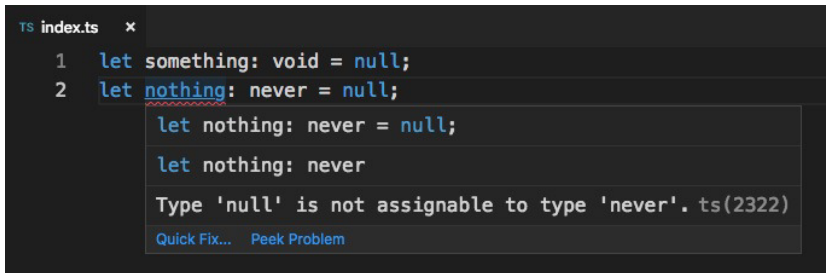 TS index.ts ×
1 let something: void = null;
2 let nothing: never = null;
let nothing: never = null;
let nothing: never
Type 'null' is not assignable to type 'never'. ts(2322)
Quick Fix... Peek Problem